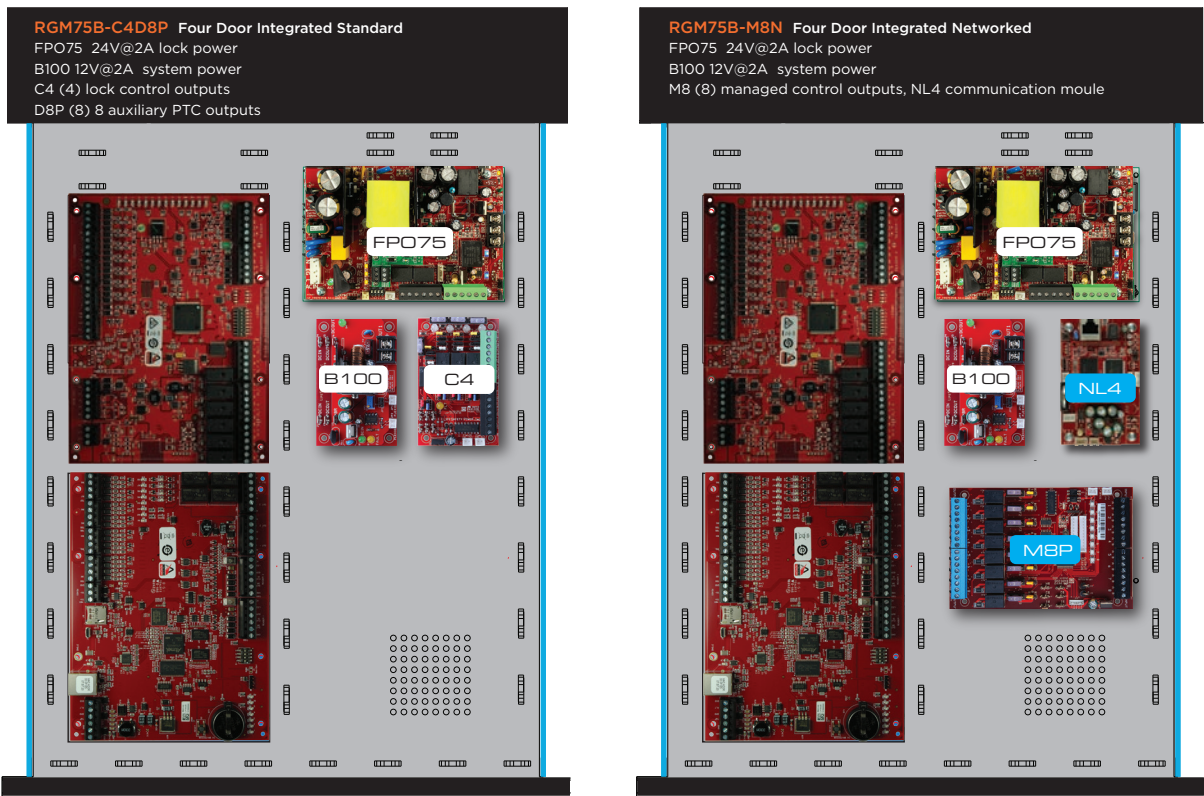 RGM75B-C4D8P Four Door Integrated Standard
FPO75 24V@2A lock power
B100 12V@2A system power
C4 (4) lock control outputs
D8P (8) 8 auxiliary PTC outputs
FPO75
B100
C4
RGM75B-M8N Four Door Integrated Networked
FPO75 24V@2A lock power
B100 12V@2A system power
M8 (8) managed control outputs, NL4 communication moule
FPO75
B100
NL4
M8P